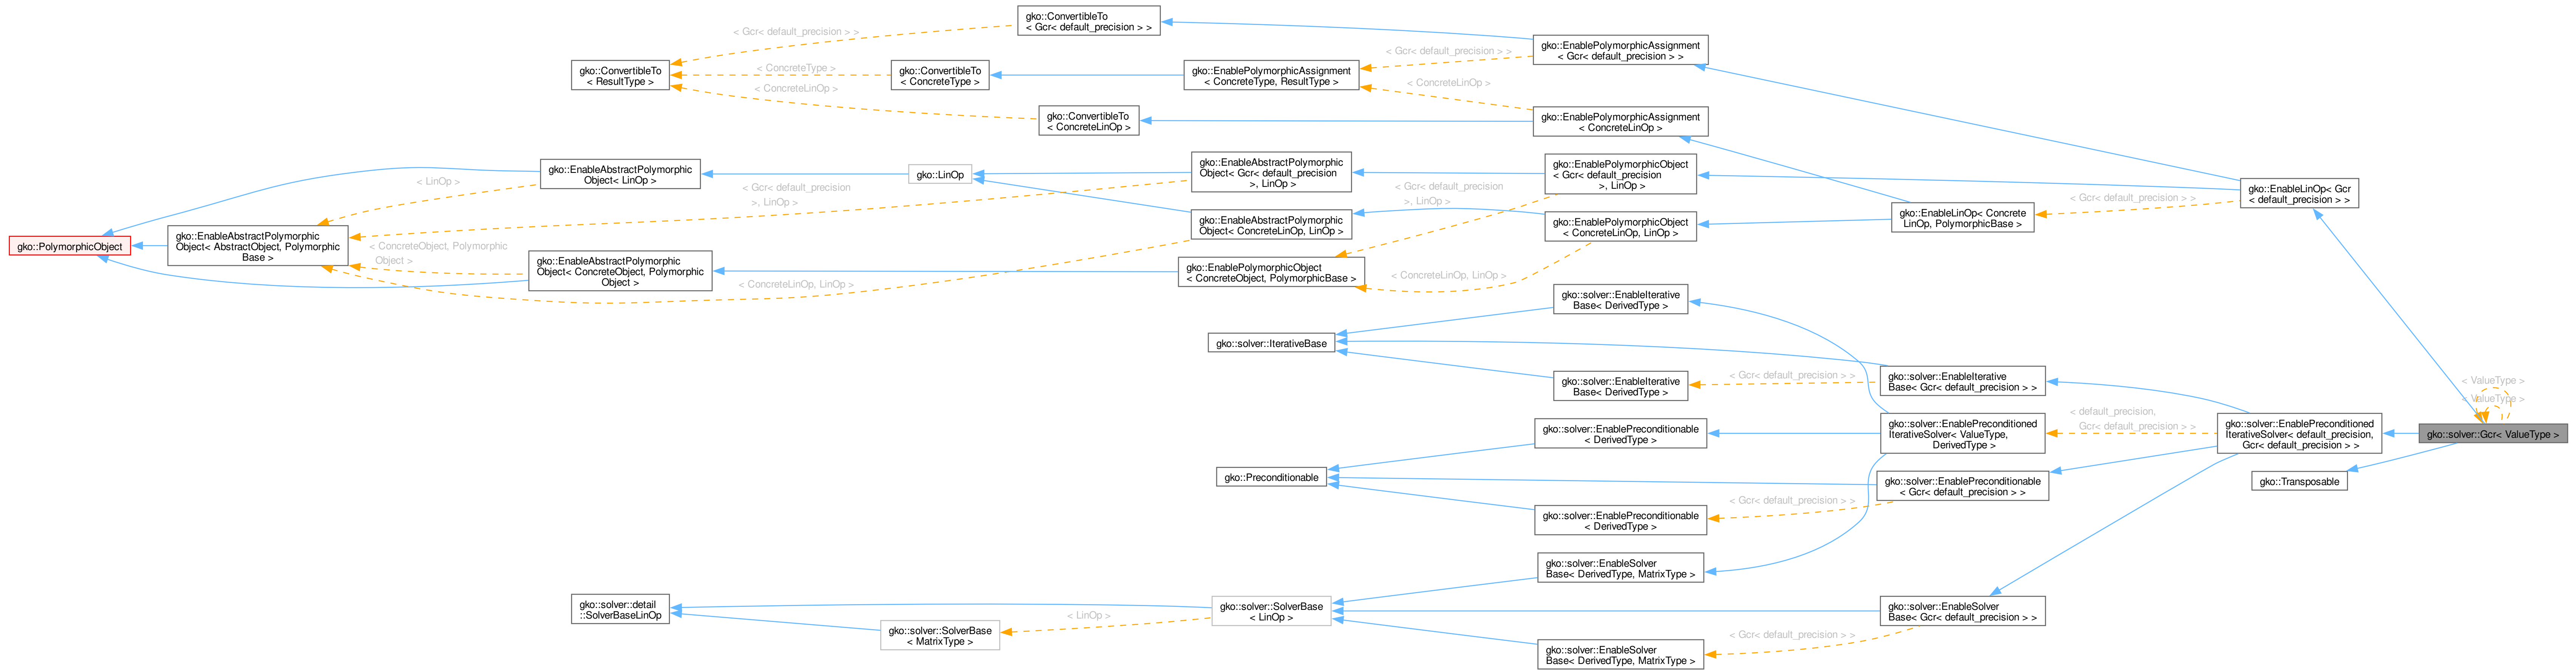 gko::ConvertibleTo
< Gcr< default_precision > >
< Gcr< default_precision > >
gko::EnablePolymorphicAssignment
< Gcr< default_precision > >
< Gcr< default_precision > >
gko::ConvertibleTo
< ResultType >
< ConcreteType >
gko::ConvertibleTo
< ConcreteType >
gko::EnablePolymorphicAssignment
< ConcreteType, ResultType >
< ConcreteLinOp >
< ConcreteLinOp >
gko::ConvertibleTo
< ConcreteLinOp >
gko::EnablePolymorphicAssignment
< ConcreteLinOp >
gko::EnableAbstractPolymorphic
Object< LinOp >
gko::LinOp
gko::EnableAbstractPolymorphic
Object< Gcr< default_precision
>, LinOp >
gko::EnablePolymorphicObject
< Gcr< default_precision
>, LinOp >
gko::EnableLinOp< Gcr
< default_precision > >
< LinOp >
< Gcr< default_precision
>, LinOp >
< Gcr< default_precision
>, LinOp >
< Gcr< default_precision > >
gko::EnableAbstractPolymorphic
Object< ConcreteLinOp, LinOp >
gko::EnablePolymorphicObject
< ConcreteLinOp, LinOp >
gko::EnableLinOp< Concrete
LinOp, PolymorphicBase >
gko::PolymorphicObject
gko::EnableAbstractPolymorphic
Object< AbstractObject, Polymorphic
Base >
< ConcreteObject, Polymorphic
Object >
gko::EnableAbstractPolymorphic
Object< ConcreteObject, Polymorphic
Object >
< ConcreteLinOp, LinOp >
gko::EnablePolymorphicObject
< ConcreteObject, PolymorphicBase >
< ConcreteLinOp, LinOp >
gko::solver::EnableIterative
Base< DerivedType >
gko::solver::IterativeBase
gko::solver::EnableIterative
Base< DerivedType >
< Gcr< default_precision > >
gko::solver::EnableIterative
Base< Gcr< default_precision > >
< ValueType >
< ValueType >
gko::solver::EnablePreconditionable
< DerivedType >
gko::solver::EnablePreconditioned
IterativeSolver< ValueType,
DerivedType >
< default_precision,
Gcr< default_precision > >
gko::solver::EnablePreconditioned
IterativeSolver< default_precision,
Gcr< default_precision > >
gko::solver::Gcr< ValueType >
gko::Preconditionable
gko::solver::EnablePreconditionable
< Gcr< default_precision > >
gko::Transposable
< Gcr< default_precision > >
gko::solver::EnablePreconditionable
< DerivedType >
gko::solver::EnableSolver
Base< DerivedType, MatrixType >
gko::solver::detail
::SolverBaseLinOp
gko::solver::SolverBase
< LinOp >
gko::solver::EnableSolver
Base< Gcr< default_precision > >
< LinOp >
gko::solver::SolverBase
< MatrixType >
< Gcr< default_precision > >
gko::solver::EnableSolver
Base< DerivedType, MatrixType >